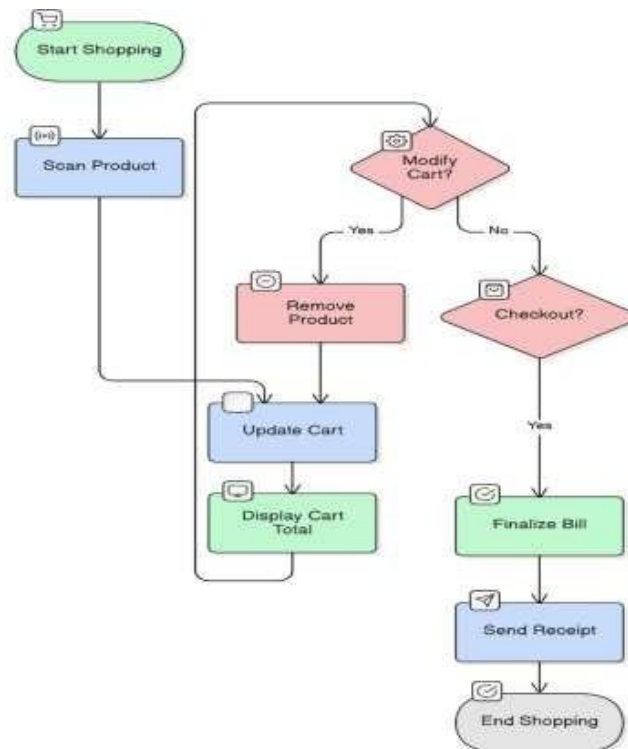 Start Shopping
Scan Product
Modify
Cart?
Yes
No
Remove
Product
Checkout?
Update Cart
Yes
Display Cart
Total
Finalize Bill
Send Receipt
End Shopping